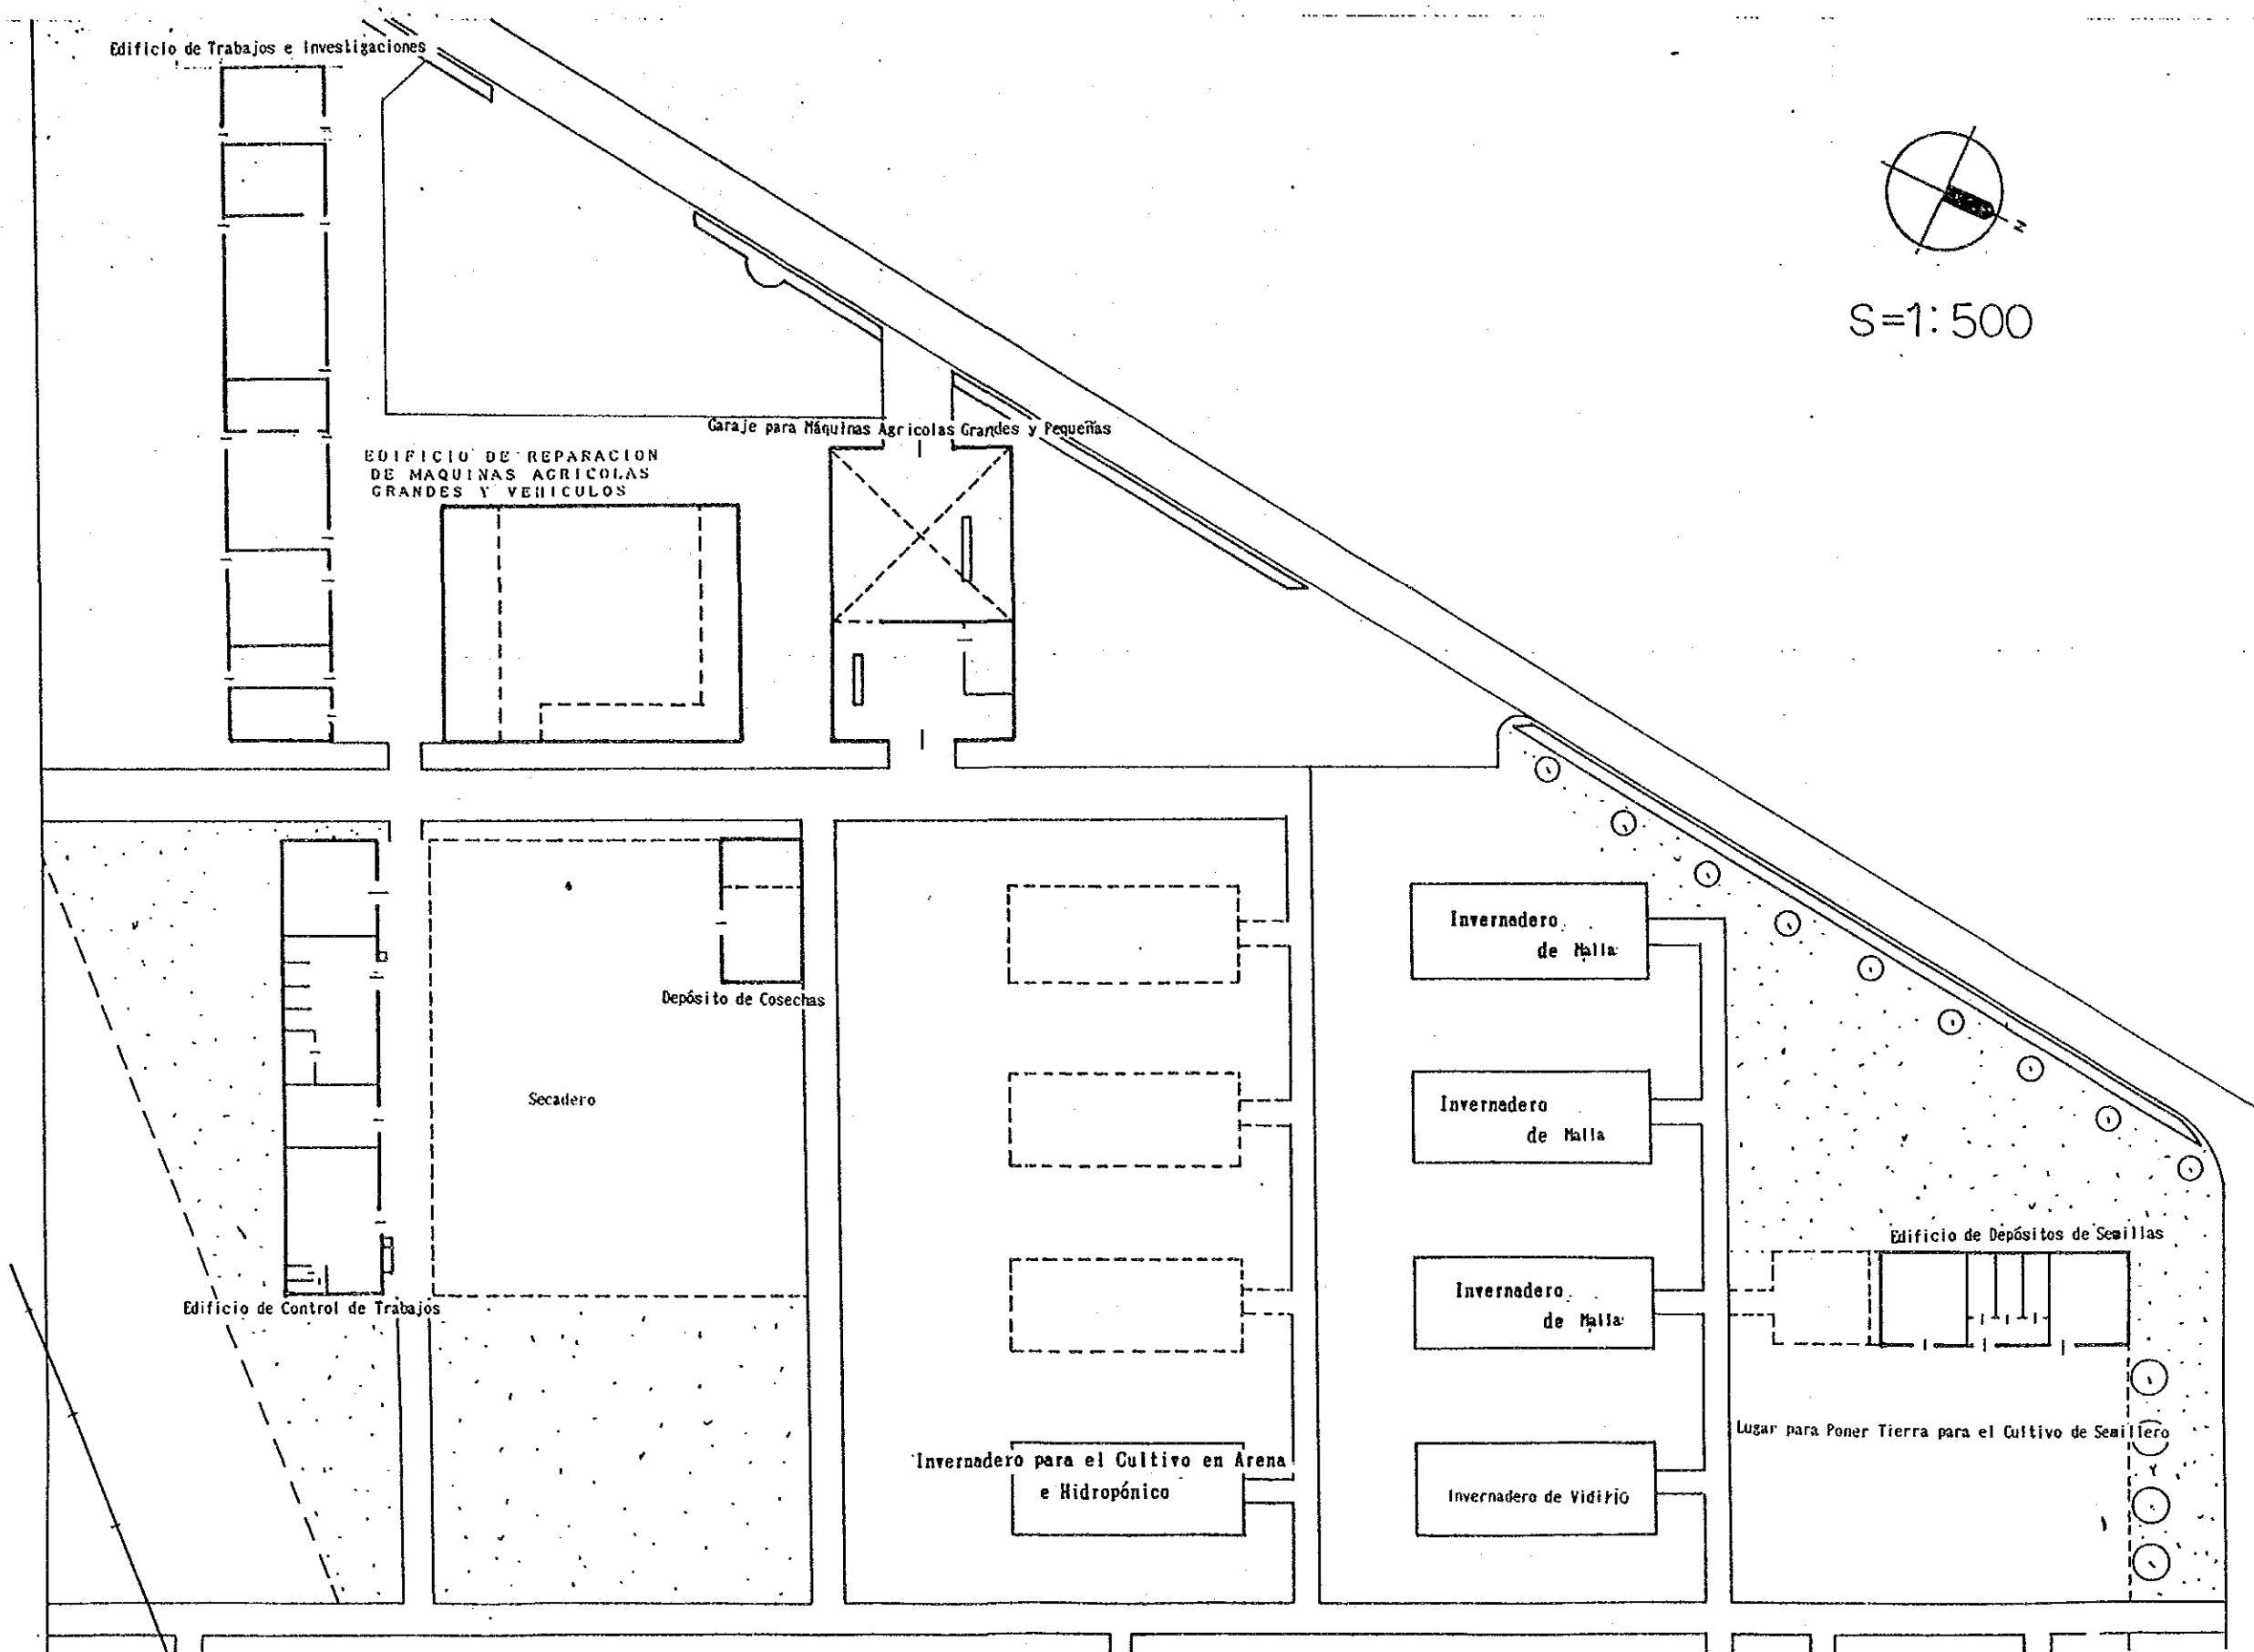 Edificio de Trabajos e Investigaciones
N
S=1:500
Garaje para Máquinas Agricolas Grandes y Pequeñas
EDIFICIO DE REPARACION
DE MAQUINAS AGRICOLAS
GRANDES Y VEHICULOS
Invernadero
de Malla
Depósito de Cosechas
Secadero
Invernadero
de Malla
Edificio de Depósitos de Semillas
Invernadero
de Malla
Edificio de Control de Trabajos
Lugar para Poner Tierra para el Cultivo de Semillero
Invernadero para el Cultivo en Arena
e Hidropónico
Invernadero de Vidirio